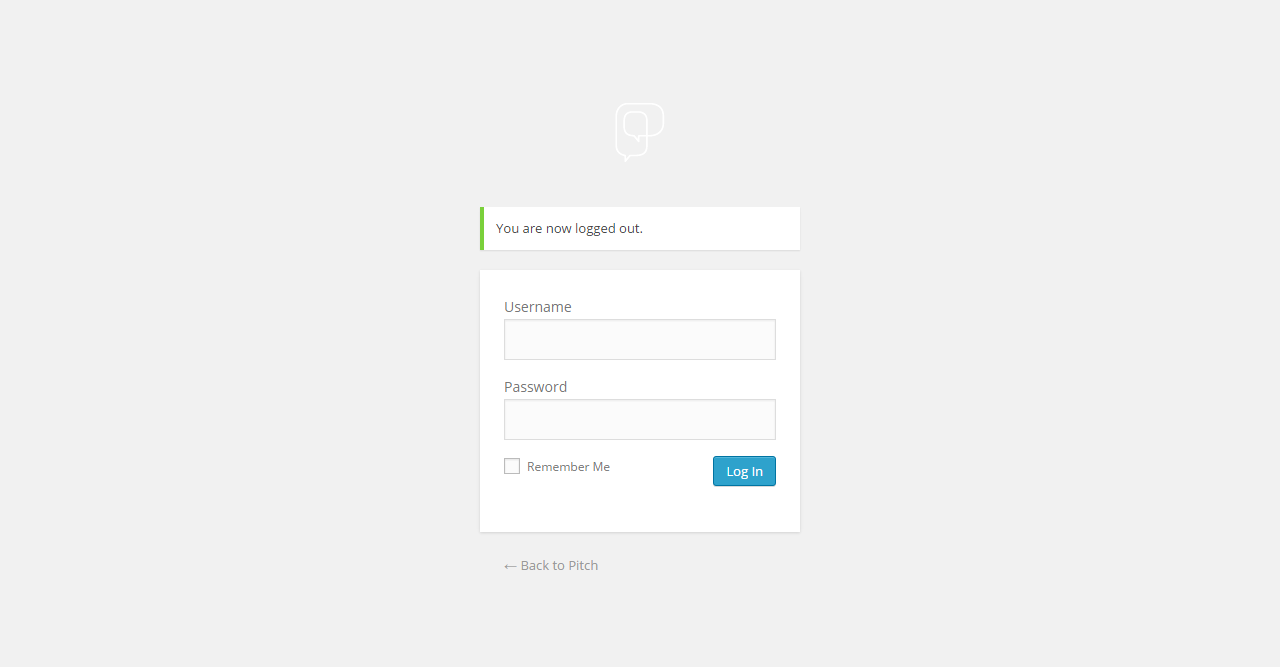 You are now logged out.
Username
Password
Remember Me
Log In
← Back to Pitch